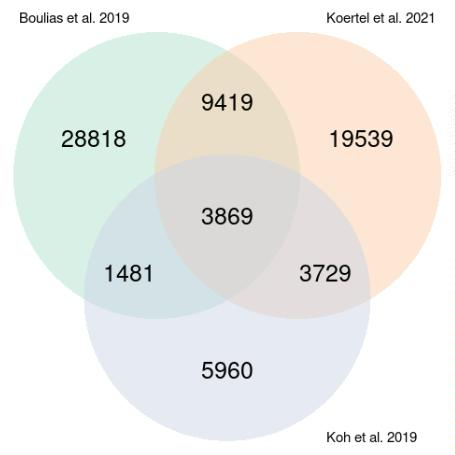 Boulias et al. 2019
Koertel et al. 2021
9419
28818
19539
3869
1481
3729
5960
Koh et al. 2019